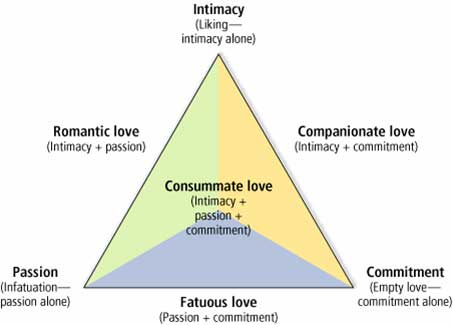 Intimacy
(Liking—
intimacy alone)
Romantic love
(Intimacy + passion)
Companionate love
(Intimacy + commitment)
Consummate love
(Intimacy +
passion +
commitment)
Passion
(Infatuation—
passion alone)
Commitment
(Empty love—
commitment alone)
Fatuous love
(Passion + commitment)